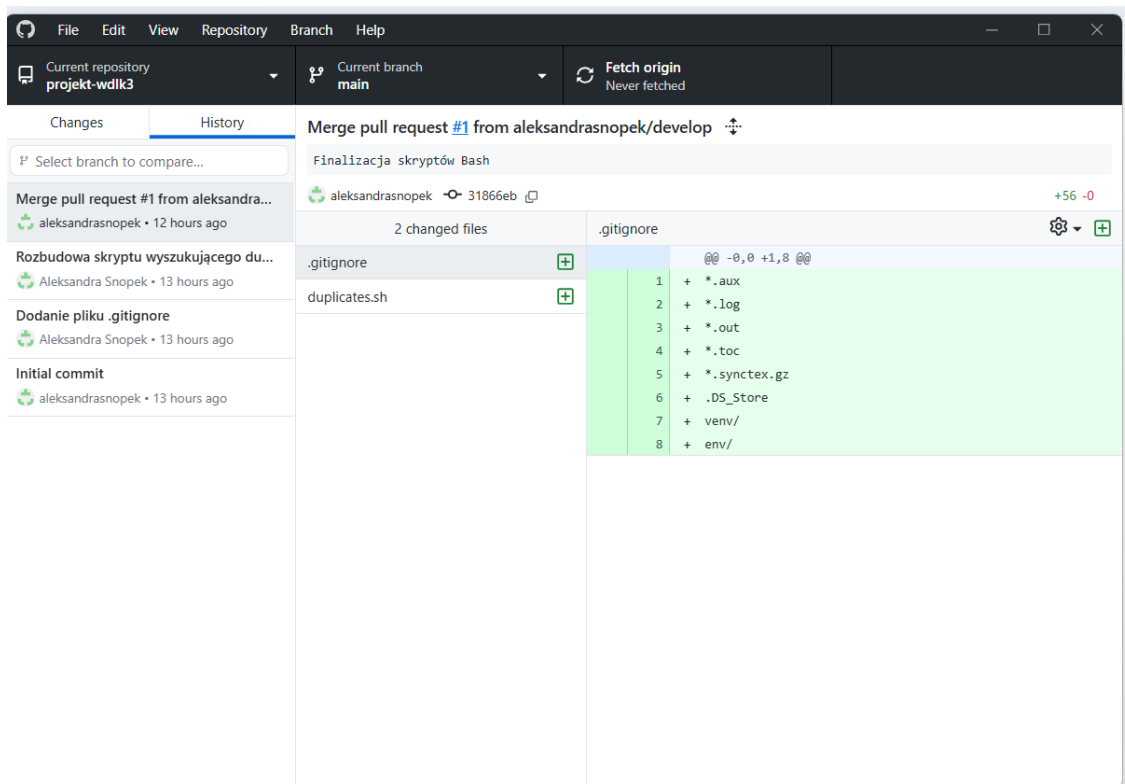 File Edit View Repository Branch Help
Current repository
projekt-wdlk3
Current branch
main
Fetch origin
Never fetched
Changes
History
Select branch to compare...
Merge pull request #1 from aleksandra...
aleksandrasnopek • 12 hours ago
Rozbudowa skryptu wyszukującego du...
Aleksandra Snopek • 13 hours ago
Dodanie pliku .gitignore
Aleksandra Snopek • 13 hours ago
Initial commit
aleksandrasnopek • 13 hours ago
Merge pull request #1 from aleksandrasnopek/develop
Finalizacja skryptów Bash
aleksandrasnopek 31866eb
+56 -0
2 changed files
.gitignore
duplicates.sh
.gitignore
@@ -0,0 +1,8 @@
1 + *.aux
2 + *.log
3 + *.out
4 + *.toc
5 + *.synctex.gz
6 + .DS_Store
7 + venv/
8 + env/